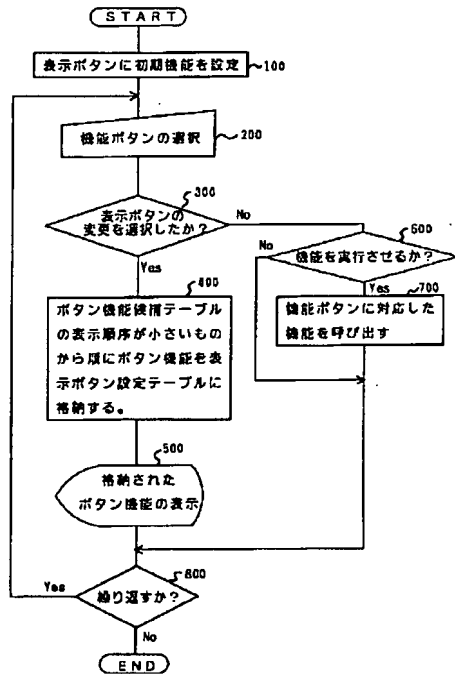 START
表示ボタンに初期機能を設定
100
機能ボタンの選択
200
300
表示ボタンの
変更を選択したか?
No
Yes
600
機能を実行させるか?
No
Yes
700
機能ボタンに対応した
機能を呼び出す
400
ボタン機能候補テーブル
の表示順序が小さいもの
から順にボタン機能を表
示ボタン設定テーブルに
格納する。
500
格納された
ボタン機能の表示
800
繰り返すか?
Yes
No
END